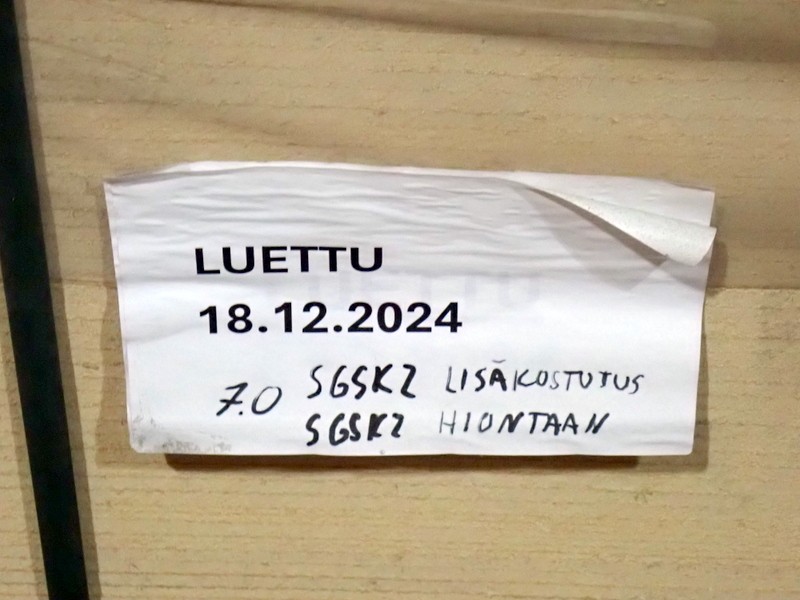 LUETTU
18.12.2024
7.0 SGSKZ LISÄKOSTUTUS
SGSKZ HIONTAAN